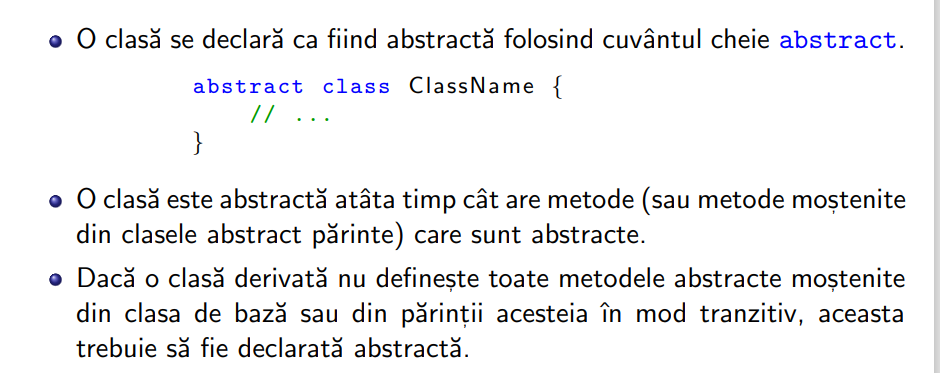 O clasă se declară ca fiind abstractă folosind cuvântul cheie abstract.
abstract class ClassName {
// ...
}
O clasă este abstractă atâta timp cât are metode (sau metode moștenite
din clasele abstract părinte) care sunt abstracte.
Dacă o clasă derivată nu definește toate metodele abstracte moștenite
din clasa de bază sau din părinții acesteia în mod tranzitiv, aceasta
trebuie să fie declarată abstractă.